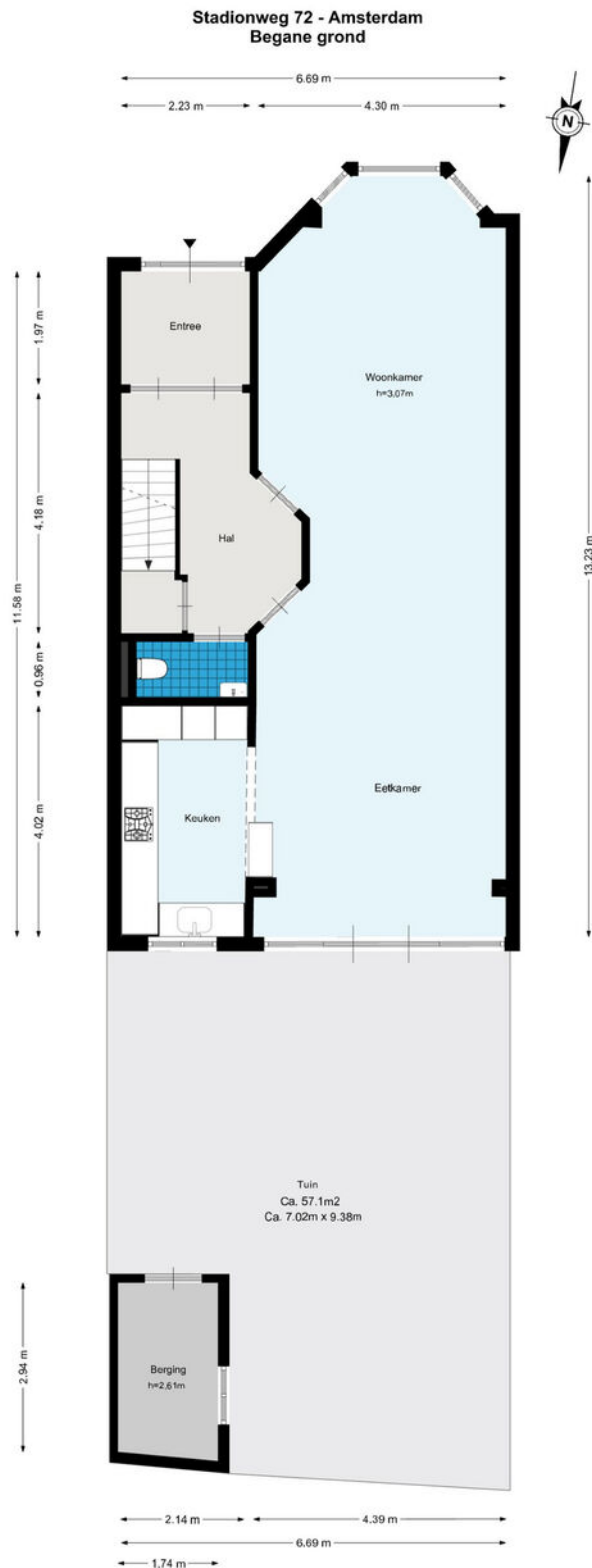 Stadionweg 72 - Amsterdam
Begane grond
6.69 m
2.23 m
4.30 m
N
1.97 m
Entree
Woonkamer
h=3.07m
4.18 m
Hal
11.58 m
13.23 m
0.96 m
4.02 m
Keuken
Eetkamer
Tuin
Ca. 57.1m2
Ca. 7.02m x 9.38m
2.94 m
Berging
h=2.61m
2.14 m
4.39 m
6.69 m
1.74 m